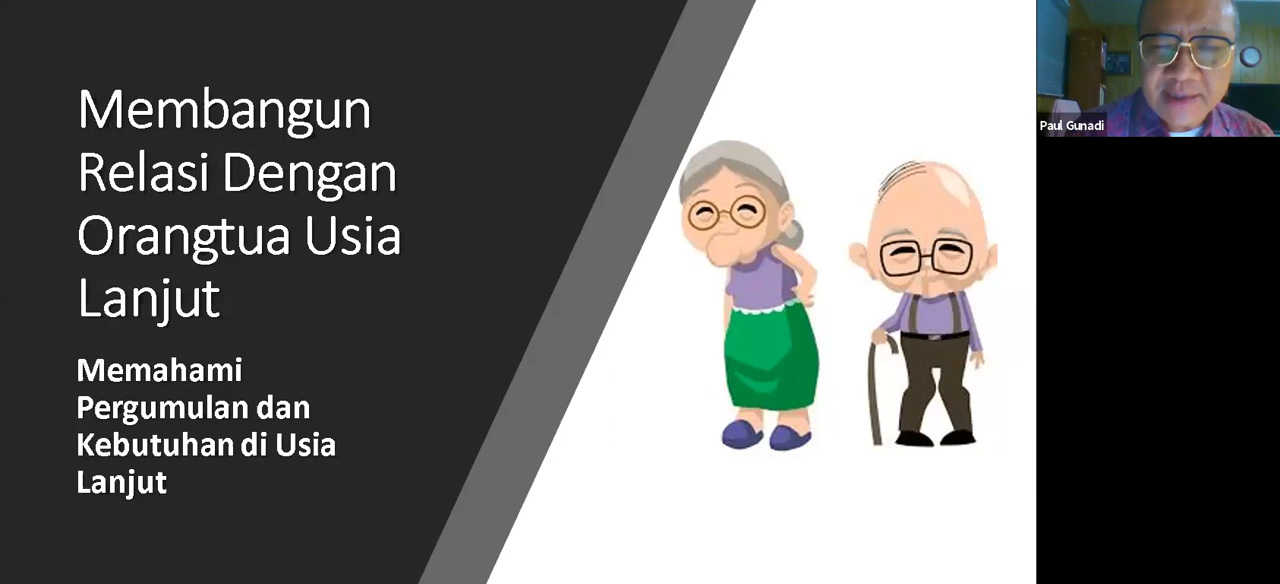 Membangun
Relasi Dengan
Orangtua Usia
Lanjut
Memahami
Pergumulan dan
Kebutuhan di Usia
Lanjut
Paul Gunadi